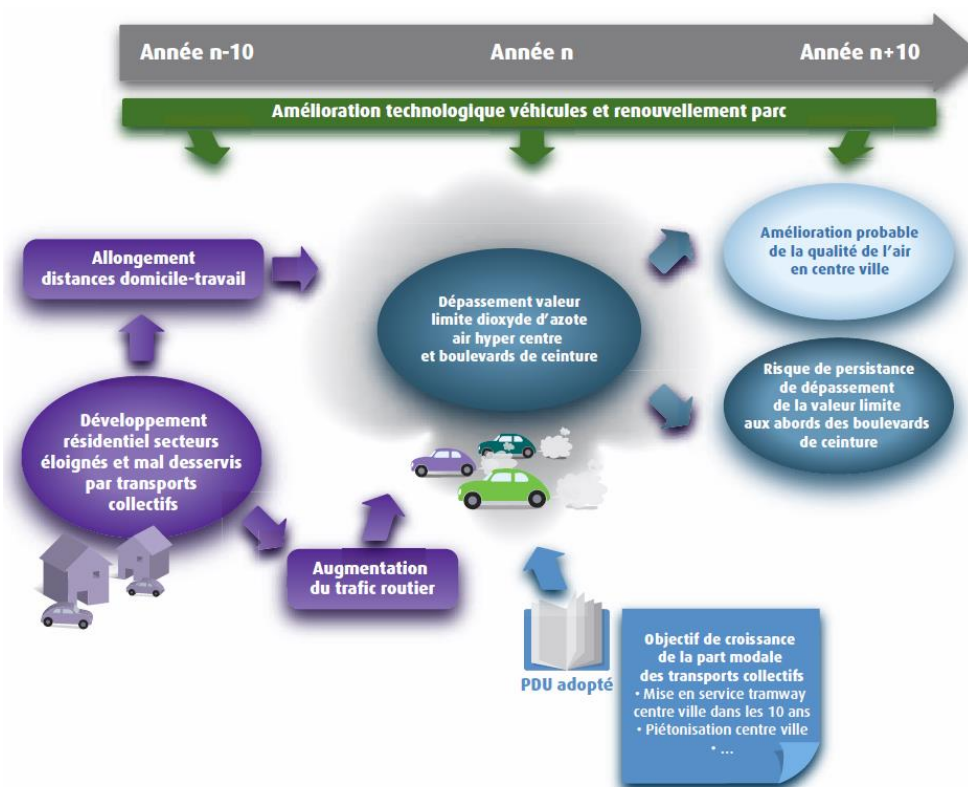 Année n-10
Année n
Année n+10
Amélioration technologique véhicules et renouvellement parc
Allongement
distances domicile-travail
Développement
résidentiel secteurs
éloignés et mal desservis
par transports
collectifs
Augmentation
du trafic routier
Dépassement valeur
limite dioxyde d'azote
air hyper centre
et boulevards de ceinture
Amélioration probable
de la qualité de l'air
en centre ville
Risque de persistance
de dépassement
de la valeur limite
aux abords des boulevards
de ceinture
PDU adopté
Objectif de croissance
de la part modale
des transports collectifs
• Mise en service tramway
centre ville dans les 10 ans
• Piétonisation centre ville
• ...